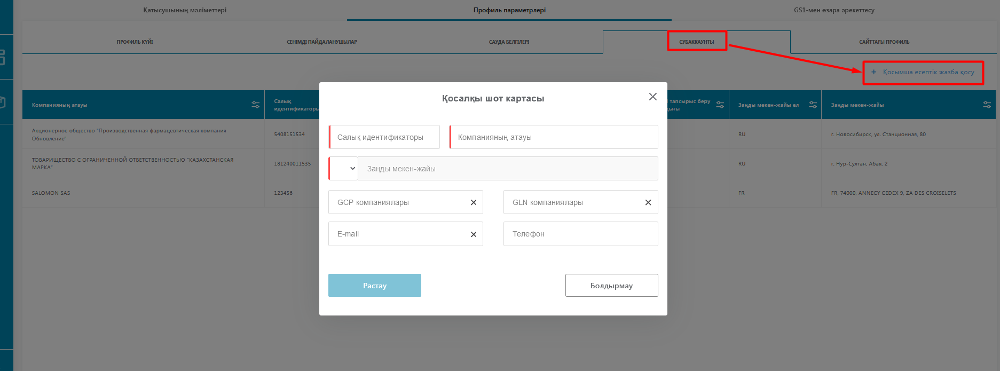 Қатысушының мәліметтері
Профиль параметрлері
GS1-мен өзара әрекеттесу
ПРОФИЛЬ КҮЙІ
СЕНІМДІ ПАЙДАЛАНУШЫЛАР
САУДА БЕЛГІЛЕРІ
СУБАККАУНТЫ
САЙТТАҒЫ ПРОФИЛЬ
+ Қосымша есептік жазба қосу
Қосалқы шот картасы
Компанияның атауы
Салық
идентификаторы
тапсырыс беру
Заңды мекен-жайы ел
Заңды мекен-жайы
Акционерное общество "Производственная фармацевтическая компания
Обновление"
5408151534
RU
г. Новосибирск, ул. Станционная, 80
ТОВАРИЩЕСТВО С ОГРАНИЧЕННОЙ ОТВЕТСТВЕННОСТЬЮ "КАЗАХСТАНСКАЯ
МАРКА"
181240011535
RU
г. Нур-Султан, Абая, 2
SALOMON SAS
123456
FR
FR, 74000, ANNECY CEDEX 9, ZA DES CROISELETS
Салық идентификаторы
Компанияның атауы
Заңды мекен-жайы
GCP компаниялары
GLN компаниялары
E-mail
Телефон
Растау
Болдырмау